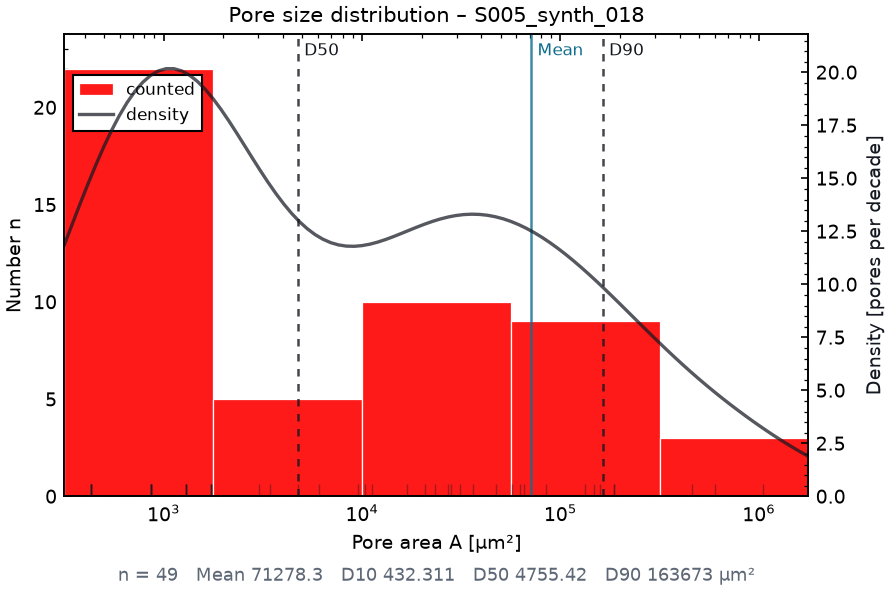 Pore size distribution – S005_synth_018
D50
Mean
D90
counted
density
Number n
0
5
10
15
20
Density [pores per decade]
0.0
2.5
5.0
7.5
10.0
12.5
15.0
17.5
20.0
10³
10⁴
10⁵
10⁶
Pore area A [µm²]
n = 49 Mean 71278.3 D10 432.311 D50 4755.42 D90 163673 µm²